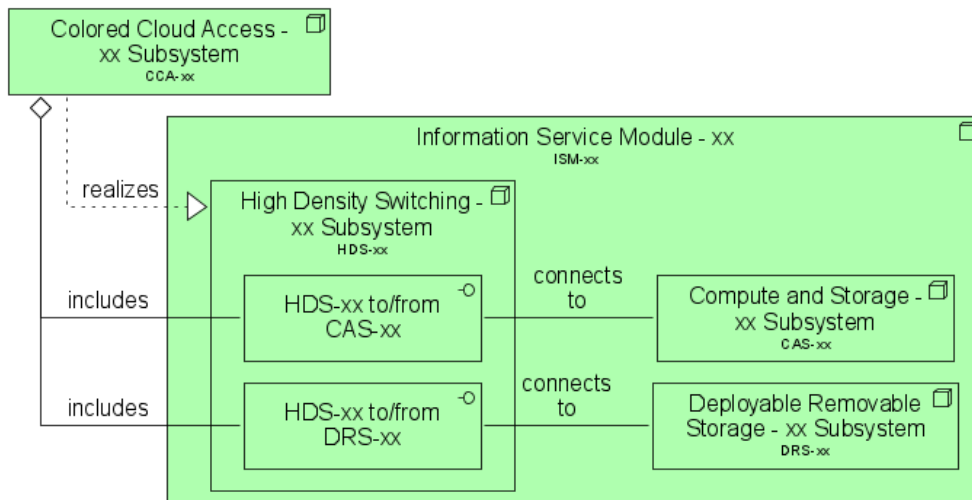 Colored Cloud Access -
xx Subsystem
CCA-xx
Information Service Module - xx
ISM-xx
realizes
High Density Switching -
xx Subsystem
HDS-xx
includes
HDS-xx to/from
CAS-xx
connects
to
Compute and Storage -
xx Subsystem
CAS-xx
includes
HDS-xx to/from
DRS-xx
connects
to
Deployable Removable
Storage - xx Subsystem
DRS-xx